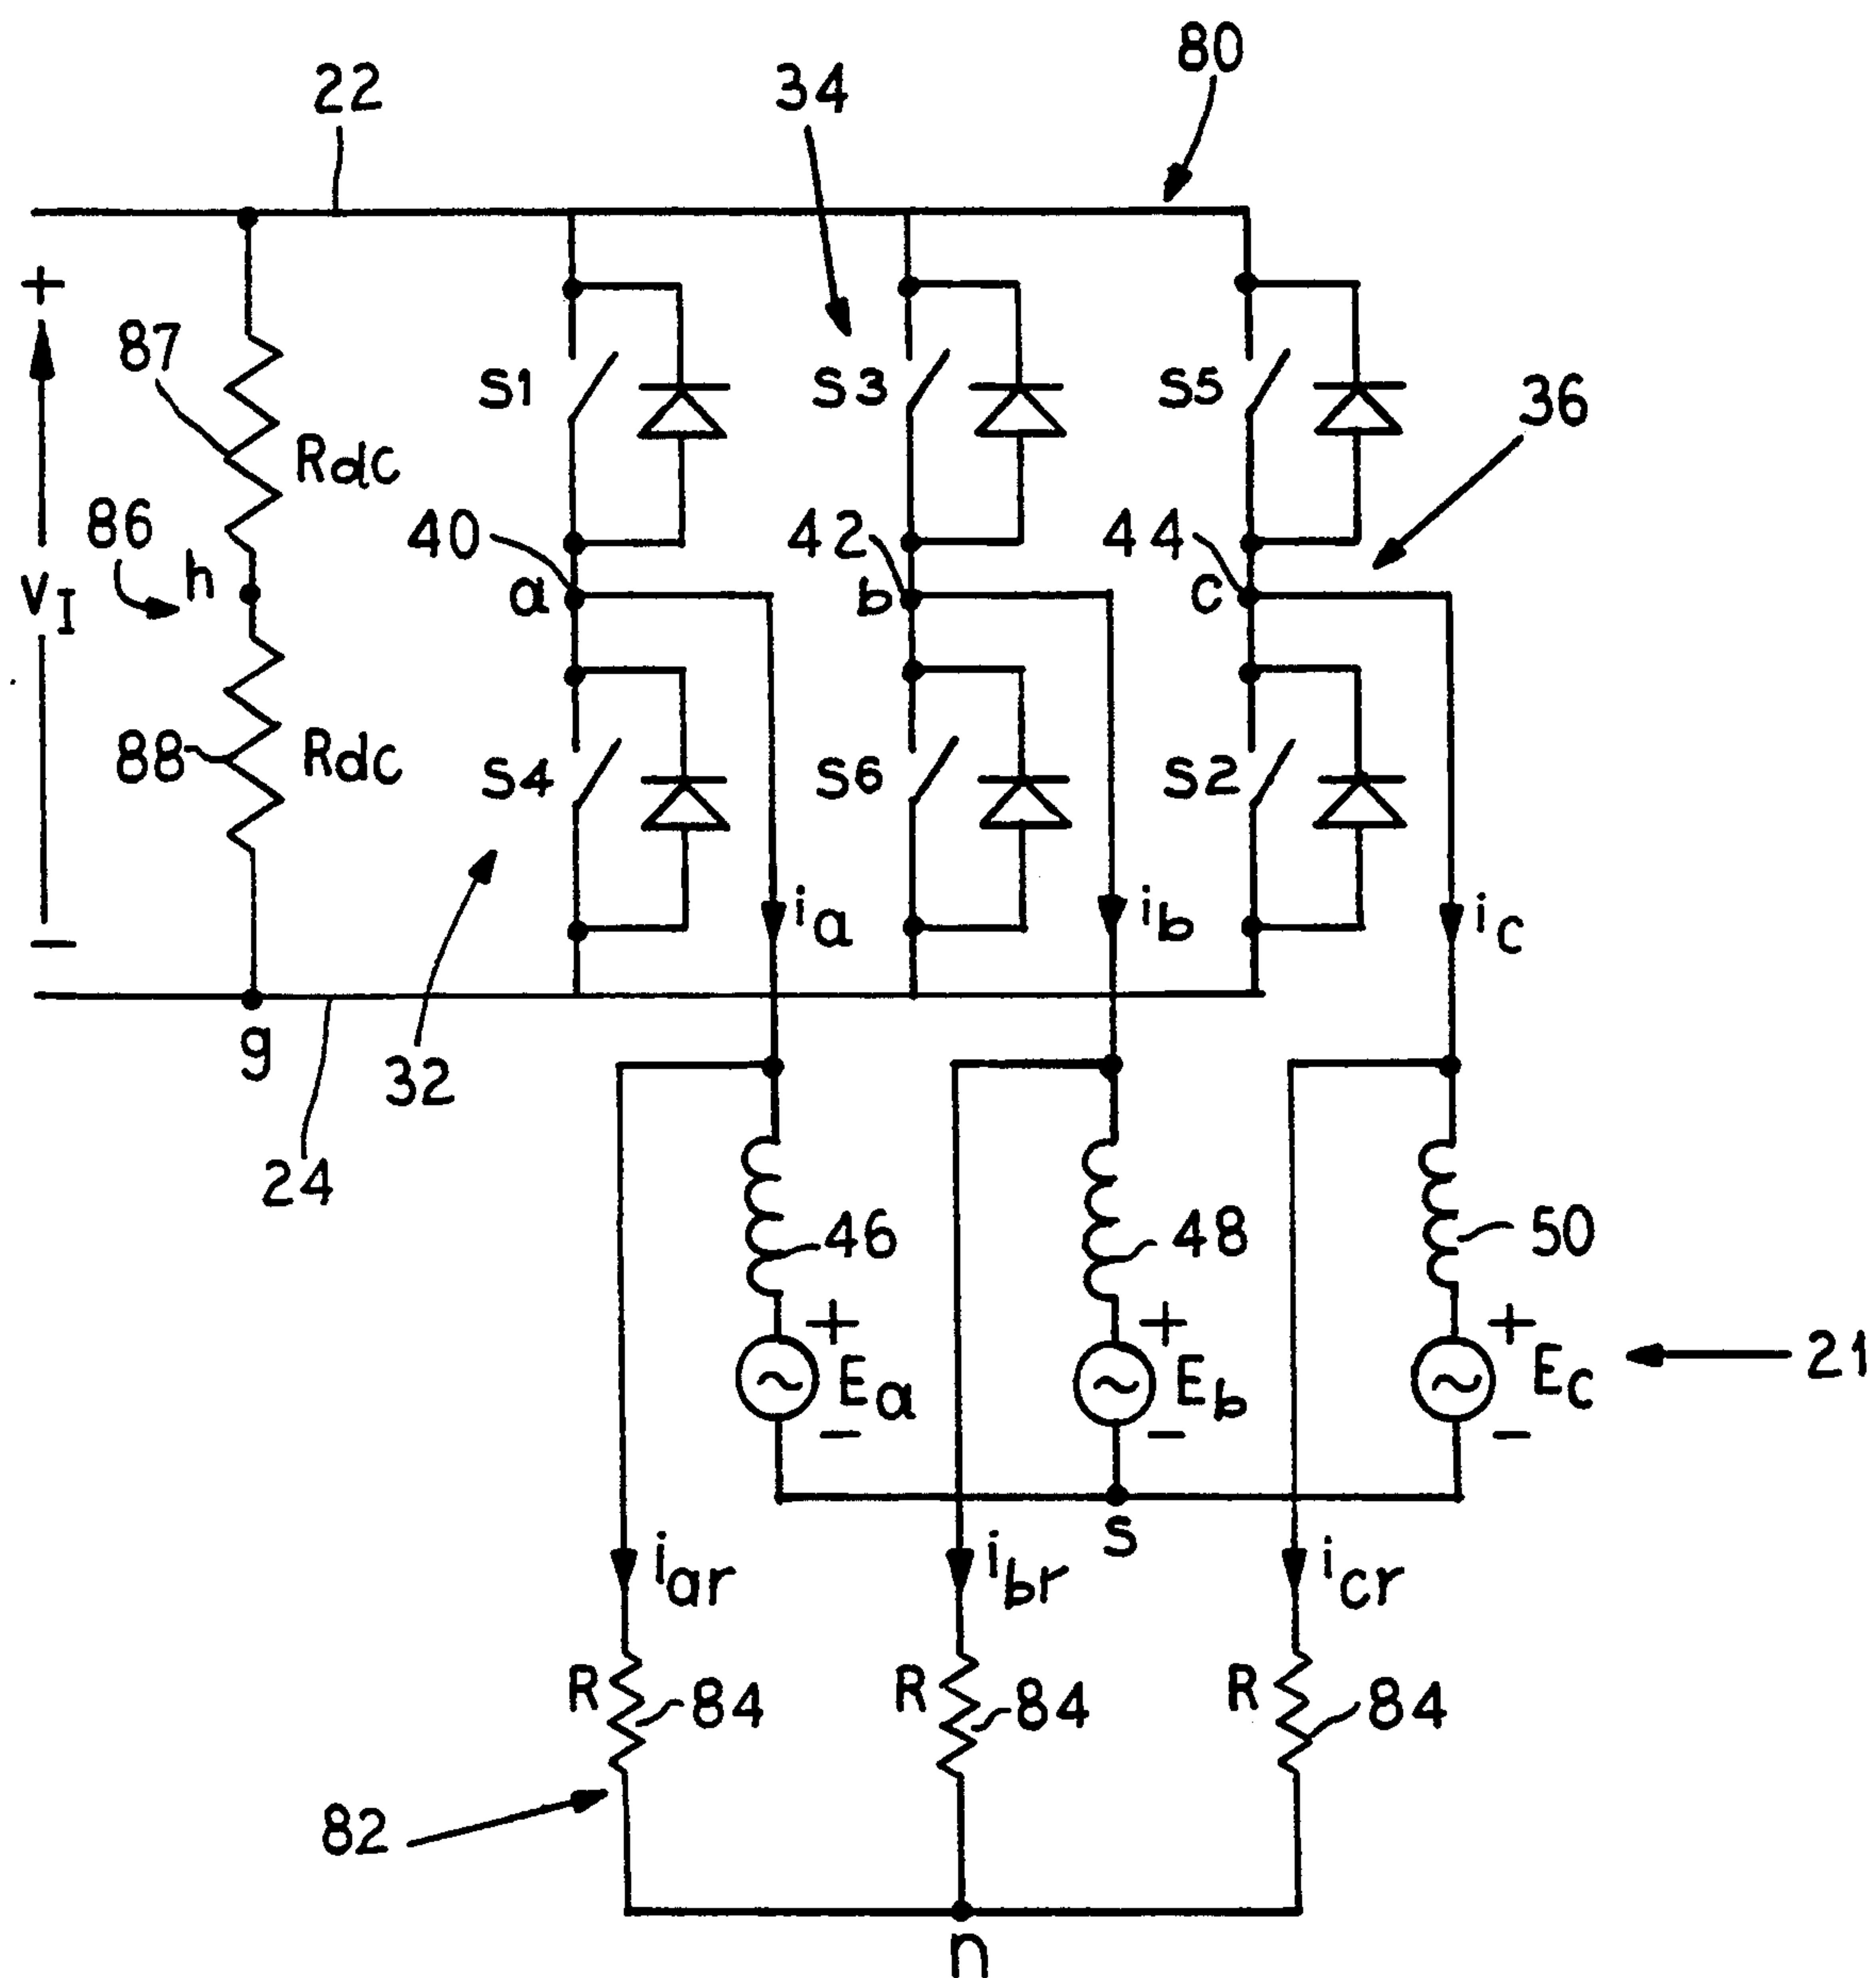 80
22
34
+
87
S1
S3
S5
36
Rdc
86
h
40
42
44
VI
a
b
c
88
Rdc
S4
S6
S2
ia
ib
ic
−
g
32
24
46
48
50
+
+
+
Ea
Eb
Ec
21
−
−
−
s
iar
ibr
icr
R
84
R
84
R
84
82
n